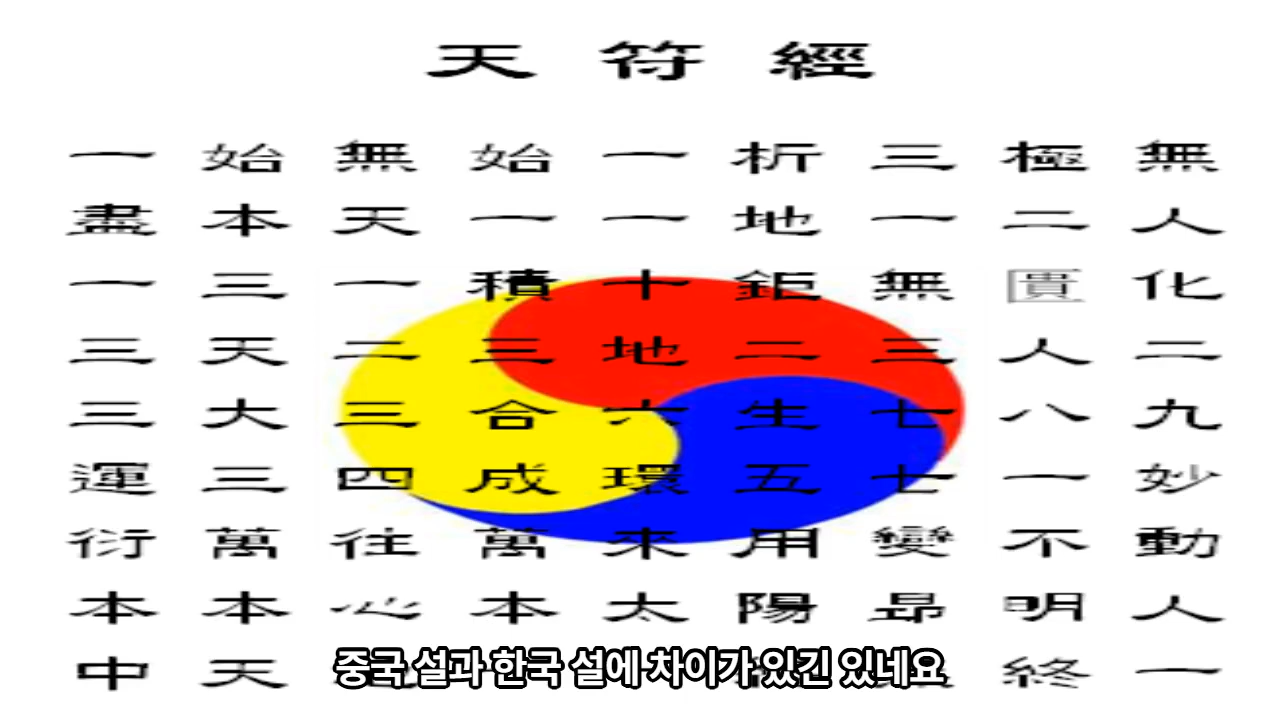 天符經
一始無始一析三極無
盡本天一一地一二人
一三一積十鉅無匱化
三天二三地二三人二
三大三合六生七八九
運三四成環五七一妙
衍萬往萬來用變不動
本本心本太陽昻明人
中天 終一
중국 설과 한국 설에 차이가 있긴 있네요